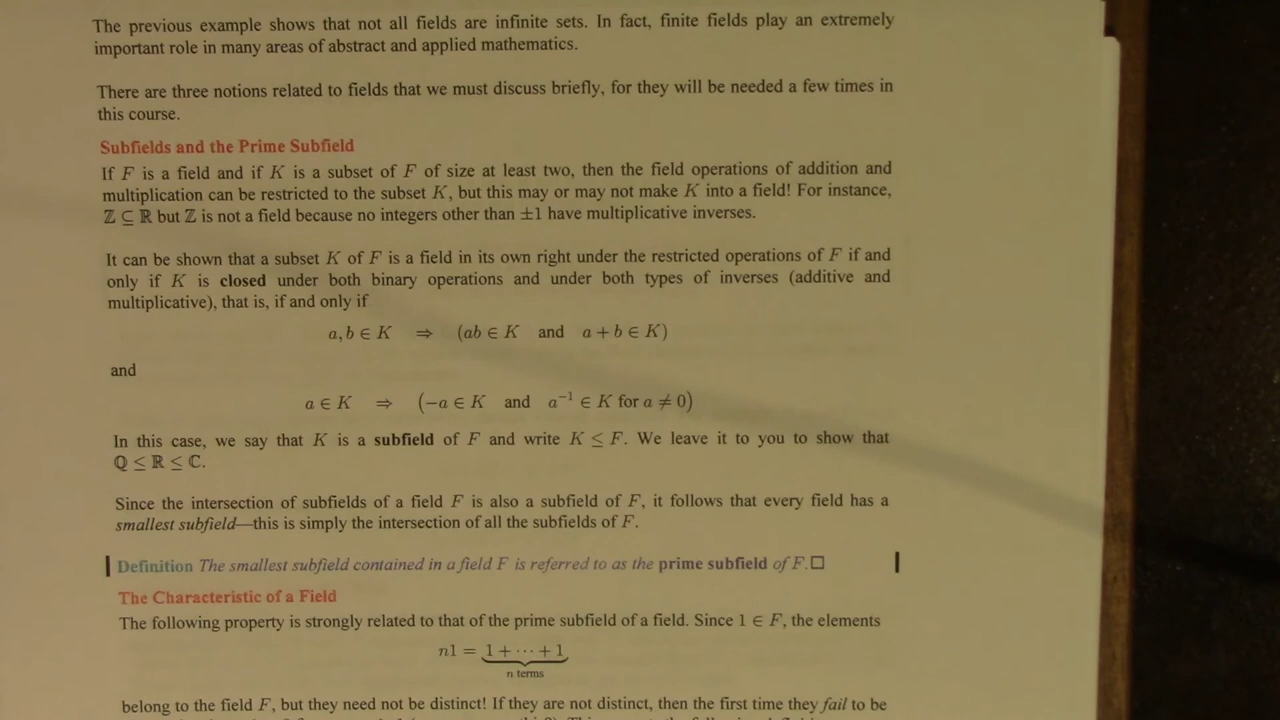 The previous example shows that not all fields are infinite sets. In fact, finite fields play an extremely
important role in many areas of abstract and applied mathematics.
There are three notions related to fields that we must discuss briefly, for they will be needed a few times in
this course.
Subfields and the Prime Subfield
If F is a field and if K is a subset of F of size at least two, then the field operations of addition and
multiplication can be restricted to the subset K, but this may or may not make K into a field! For instance,
ℤ ⊆ ℝ but ℤ is not a field because no integers other than ±1 have multiplicative inverses.
It can be shown that a subset K of F is a field in its own right under the restricted operations of F if and
only if K is closed under both binary operations and under both types of inverses (additive and
multiplicative), that is, if and only if
a, b ∈ K ⇒ (ab ∈ K and a + b ∈ K)
and
a ∈ K ⇒ (−a ∈ K and a⁻¹ ∈ K for a ≠ 0)
In this case, we say that K is a subfield of F and write K ≤ F. We leave it to you to show that
ℚ ≤ ℝ ≤ ℂ.
Since the intersection of subfields of a field F is also a subfield of F, it follows that every field has a
smallest subfield—this is simply the intersection of all the subfields of F.
Definition The smallest subfield contained in a field F is referred to as the prime subfield of F.□
The Characteristic of a Field
The following property is strongly related to that of the prime subfield of a field. Since 1 ∈ F, the elements
n1 = 1 + ⋯ + 1
n terms
belong to the field F, but they need not be distinct! If they are not distinct, then the first time they fail to be